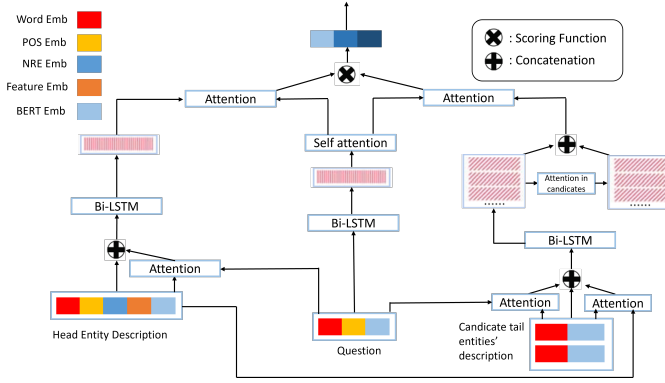 Word Emb
POS Emb
NRE Emb
Feature Emb
BERT Emb
: Scoring Function
: Concatenation
Attention
Attention
Self attention
Attention in
candicates
Bi-LSTM
Bi-LSTM
Bi-LSTM
Attention
Attention
Attention
Head Entity Description
Question
Candicate tail
entities'
description